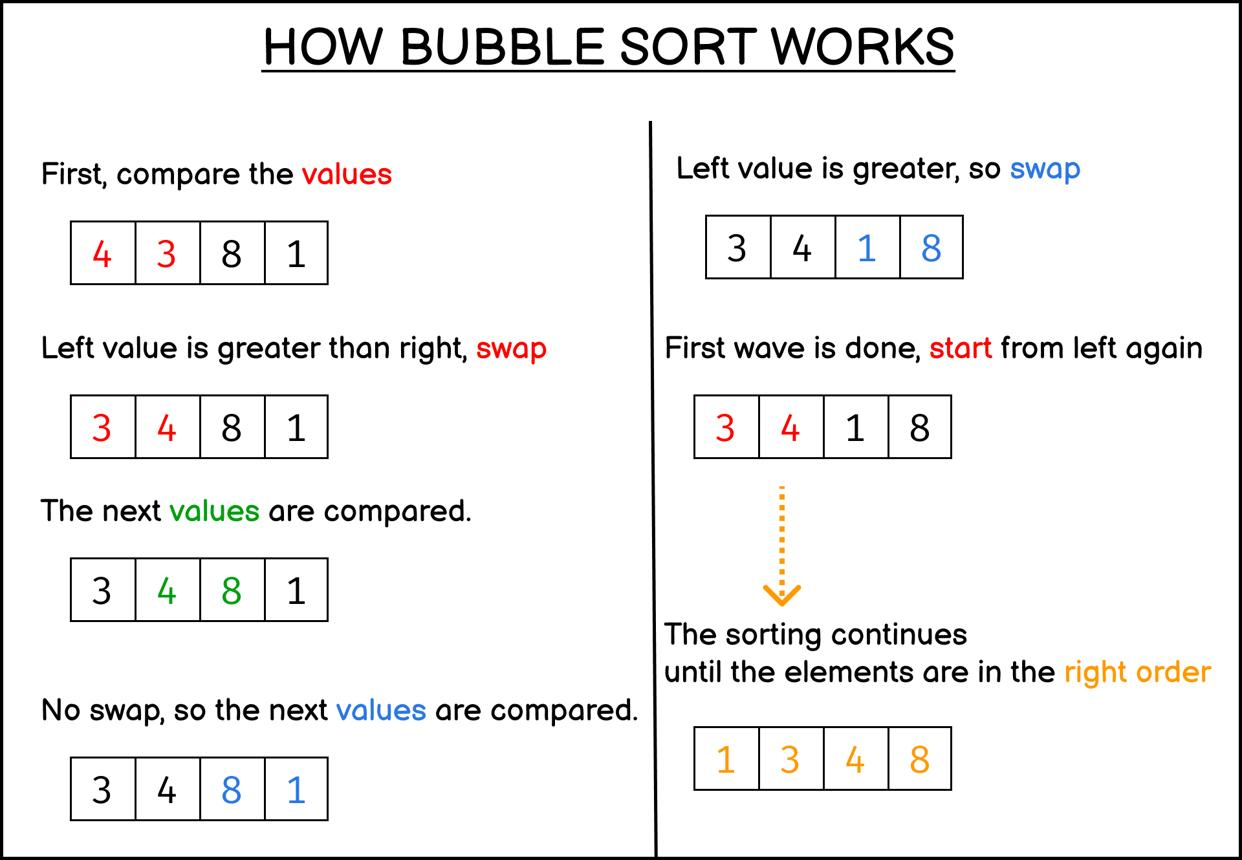 HOW BUBBLE SORT WORKS
First, compare the values
4 3 8 1
Left value is greater than right, swap
3 4 8 1
The next values are compared.
3 4 8 1
No swap, so the next values are compared.
3 4 8 1
Left value is greater, so swap
3 4 1 8
First wave is done, start from left again
3 4 1 8
The sorting continues
until the elements are in the right order
1 3 4 8